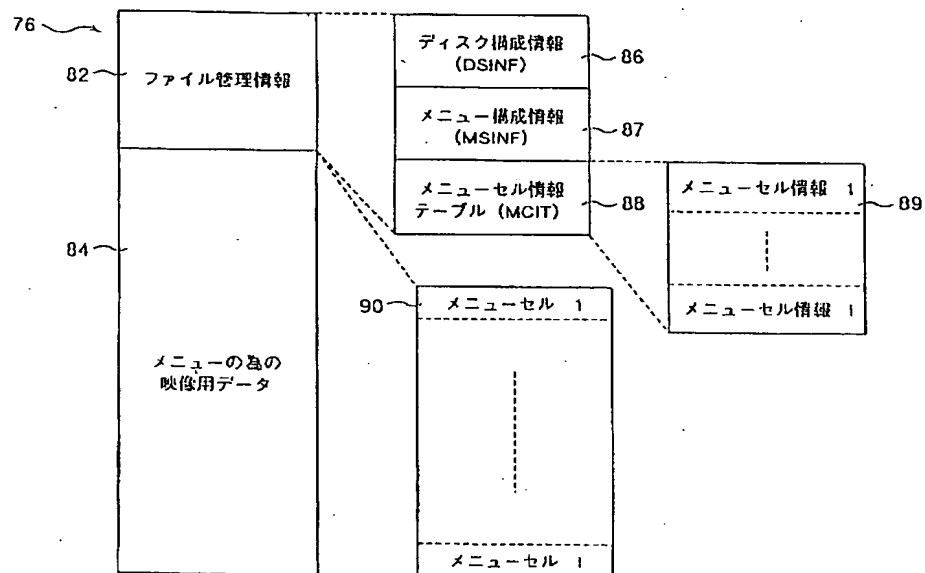 76
82
ファイル管理情報
84
メニューの為の
映像用データ
ディスク構成情報
(DSINF)
86
メニュー構成情報
(MSINF)
87
メニューセル情報
テーブル (MCIT)
88
メニューセル情報 1
89
メニューセル情報 I
90
メニューセル 1
メニューセル I